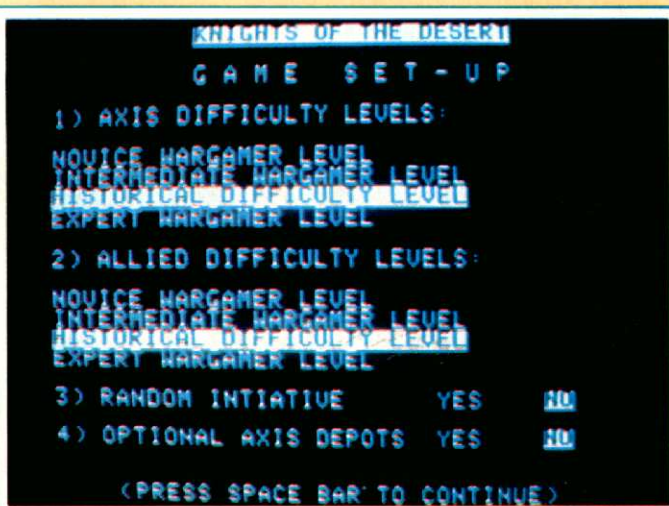 KNIGHTS OF THE DESERT
GAME SET-UP
1) AXIS DIFFICULTY LEVELS:
NOVICE WARGAMER LEVEL
INTERMEDIATE WARGAMER LEVEL
HISTORICAL DIFFICULTY LEVEL
EXPERT WARGAMER LEVEL
2) ALLIED DIFFICULTY LEVELS:
NOVICE WARGAMER LEVEL
INTERMEDIATE WARGAMER LEVEL
HISTORICAL DIFFICULTY LEVEL
EXPERT WARGAMER LEVEL
3) RANDOM INTIATIVE YES NO
4) OPTIONAL AXIS DEPOTS YES NO
(PRESS SPACE BAR TO CONTINUE)